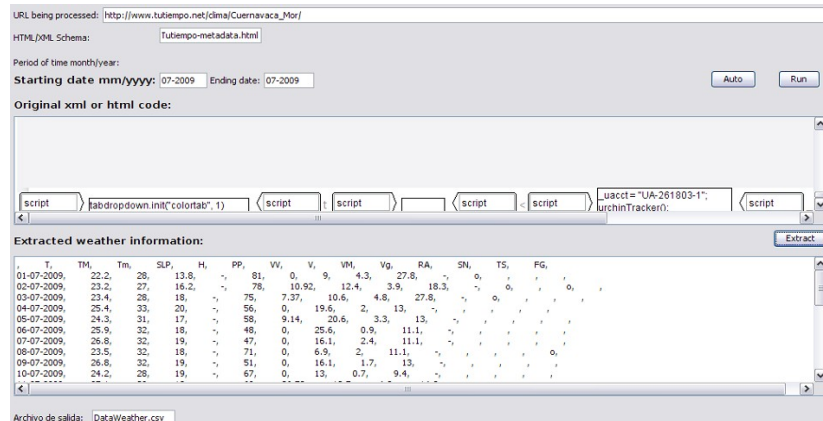 URL being processed: http://www.tutiempo.net/clima/Cuernavaca_Mor/
HTML/XML Schema: Tutiempo-metadata.html
Period of time month/year:
Starting date mm/yyyy: 07-2009 Ending date: 07-2009 Auto Run
Original xml or html code:
script tabdropdown.init("colortab", 1) script t script script < script _uacct = "UA-261803-1"; script
urchinTracker();
Extracted weather information: Extract
, T, TM, Tm, SLP, H, PP, VV, V, VM, Vg, RA, SN, TS, FG,
01-07-2009, 22.2, 28, 13.8, -, 81, 0, 9, 4.3, 27.8, -, o, , , ,
02-07-2009, 23.2, 27, 16.2, -, 78, 10.92, 12.4, 3.9, 18.3, -, o, , o, ,
03-07-2009, 23.4, 28, 18, -, 75, 7.37, 10.6, 4.8, 27.8, -, o, , , ,
04-07-2009, 25.4, 33, 20, -, 56, 0, 19.6, 2, 13, -, , , , ,
05-07-2009, 24.3, 31, 17, -, 58, 9.14, 20.6, 3.3, 13, -, , , , ,
06-07-2009, 25.9, 32, 18, -, 48, 0, 25.6, 0.9, 11.1, -, , , , ,
07-07-2009, 26.8, 32, 19, -, 47, 0, 16.1, 2.4, 11.1, -, , , , ,
08-07-2009, 23.5, 32, 18, -, 71, 0, 6.9, 2, 11.1, -, , , o,
09-07-2009, 26.8, 32, 19, -, 51, 0, 16.1, 1.7, 13, -, , , , ,
10-07-2009, 24.2, 28, 19, -, 67, 0, 13, 0.7, 9.4, -, , , , ,
Archivo de salida: DataWeather.csv